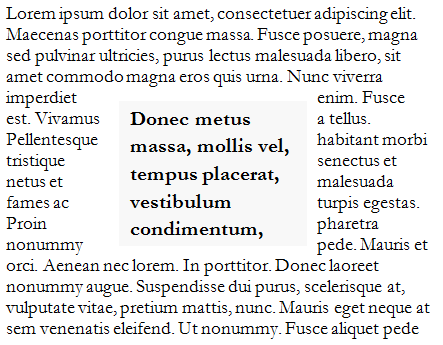 Lorem ipsum dolor sit amet, consectetuer adipiscing elit.
Maecenas porttitor congue massa. Fusce posuere, magna
sed pulvinar ultricies, purus lectus malesuada libero, sit
amet commodo magna eros quis urna. Nunc viverra
imperdiet enim. Fusce
est. Vivamus a tellus.
Pellentesque habitant morbi
tristique senectus et
netus et malesuada
fames ac turpis egestas.
Proin pharetra
nonummy pede. Mauris et
Donec metus
massa, mollis vel,
tempus placerat,
vestibulum
condimentum,
orci. Aenean nec lorem. In porttitor. Donec laoreet
nonummy augue. Suspendisse dui purus, scelerisque at,
vulputate vitae, pretium mattis, nunc. Mauris eget neque at
sem venenatis eleifend. Ut nonummy. Fusce aliquet pede